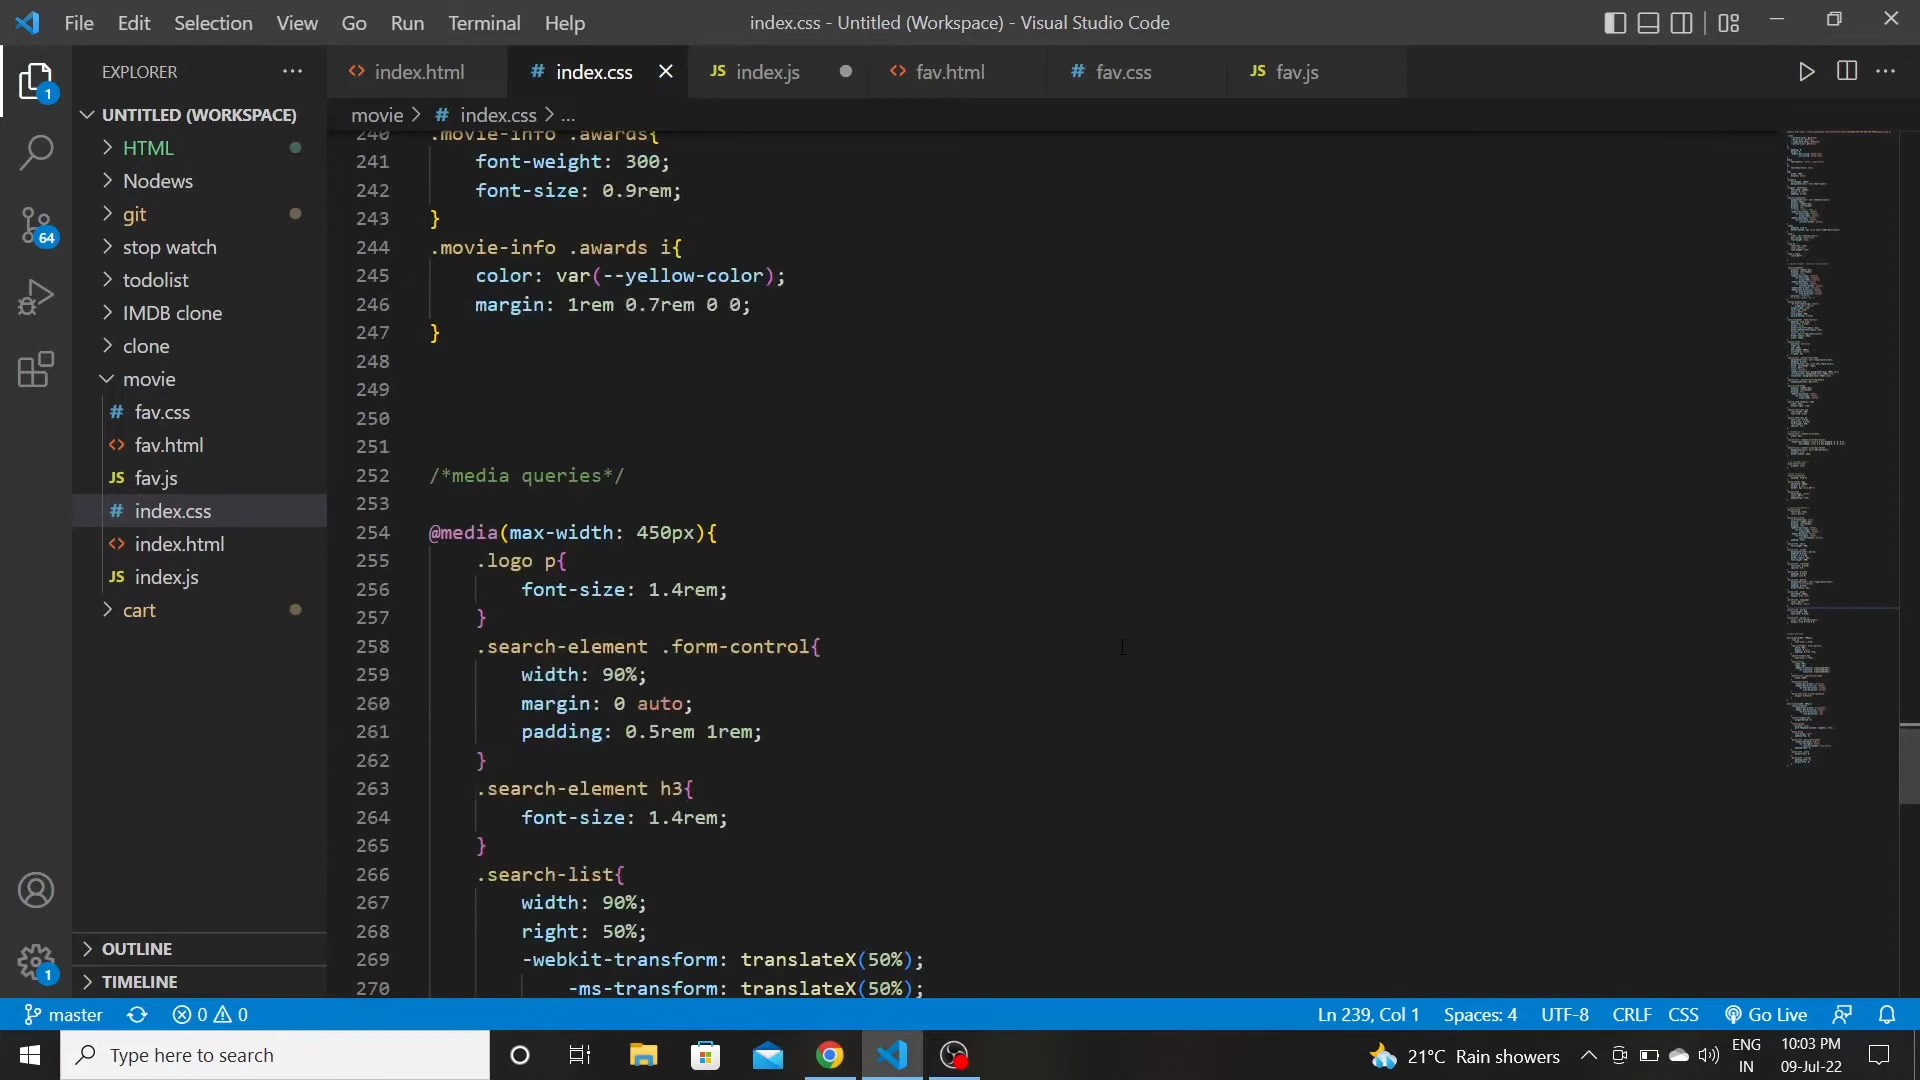 File Edit Selection View Go Run Terminal Help
index.css - Untitled (Workspace) - Visual Studio Code
EXPLORER
UNTITLED (WORKSPACE)
HTML
Nodews
git
stop watch
todolist
IMDB clone
clone
movie
# fav.css
<> fav.html
JS fav.js
# index.css
<> index.html
JS index.js
cart
OUTLINE
TIMELINE
1
64
1
<> index.html # index.css JS index.js <> fav.html # fav.css JS fav.js
movie > # index.css > ...
240 .movie-info .awards{
241 font-weight: 300;
242 font-size: 0.9rem;
243 }
244 .movie-info .awards i{
245 color: var(--yellow-color);
246 margin: 1rem 0.7rem 0 0;
247 }
248
249
250
251
252 /*media queries*/
253
254 @media(max-width: 450px){
255 .logo p{
256 font-size: 1.4rem;
257 }
258 .search-element .form-control{
259 width: 90%;
260 margin: 0 auto;
261 padding: 0.5rem 1rem;
262 }
263 .search-element h3{
264 font-size: 1.4rem;
265 }
266 .search-list{
267 width: 90%;
268 right: 50%;
269 -webkit-transform: translateX(50%);
270 -ms-transform: translateX(50%);
master 0 0 Ln 239, Col 1 Spaces: 4 UTF-8 CRLF CSS Go Live
Type here to search
21°C Rain showers
ENG
IN
10:03 PM
09-Jul-22